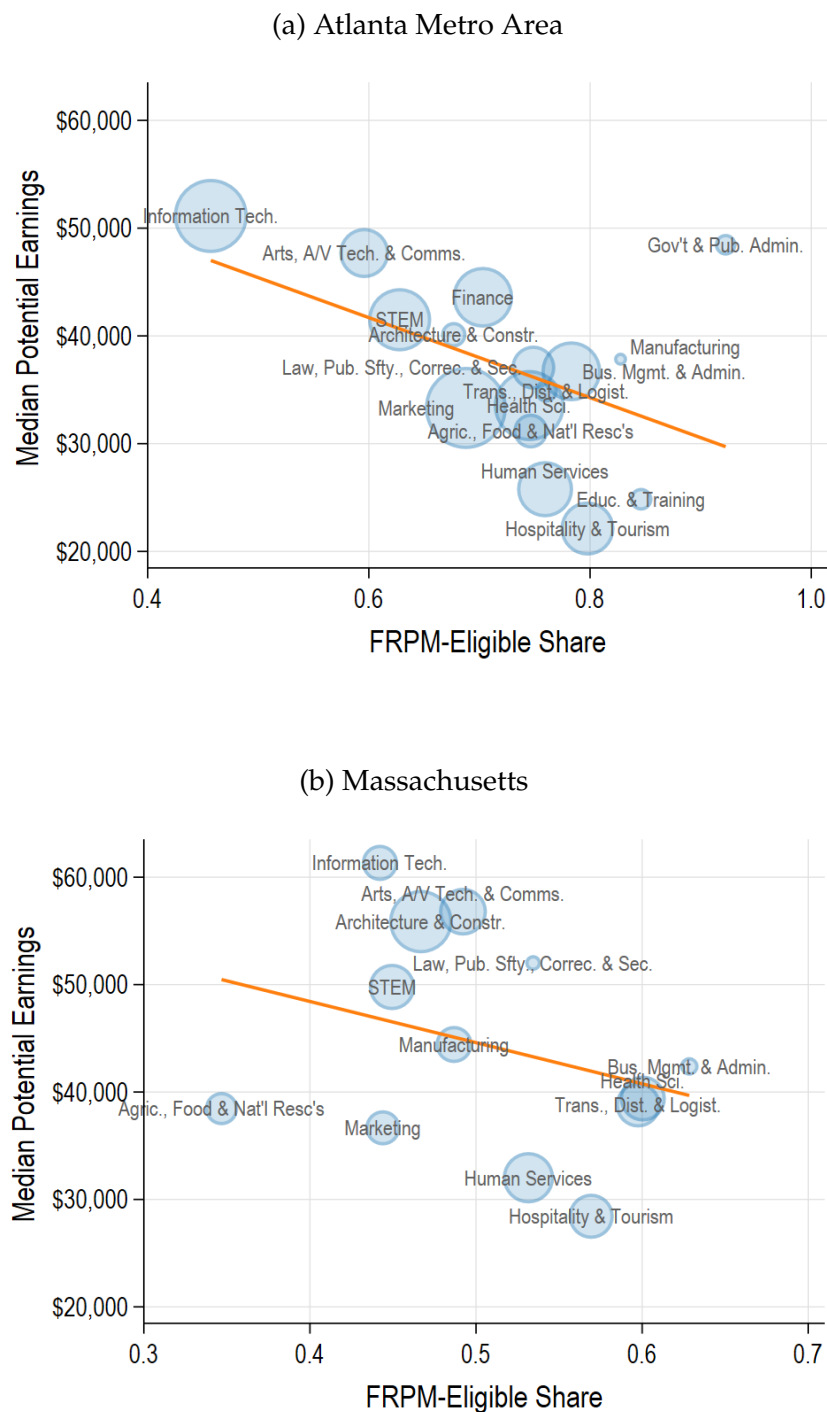 (a) Atlanta Metro Area
Median Potential Earnings
$60,000
$50,000
$40,000
$30,000
$20,000
Information Tech.
Arts, A/V Tech. & Comms.
Gov't & Pub. Admin.
Finance
STEM
Architecture & Constr.
Manufacturing
Law, Pub. Sfty., Correc. & Sec.
Bus. Mgmt. & Admin.
Trans., Dist. & Logist.
Marketing
Health Sci.
Agric., Food & Nat'l Resc's
Human Services
Educ. & Training
Hospitality & Tourism
0.4 0.6 0.8 1.0
FRPM-Eligible Share
(b) Massachusetts
Median Potential Earnings
$60,000
$50,000
$40,000
$30,000
$20,000
Information Tech.
Arts, A/V Tech. & Comms.
Architecture & Constr.
Law, Pub. Sfty., Correc. & Sec.
STEM
Manufacturing
Bus. Mgmt. & Admin.
Health Sci.
Agric., Food & Nat'l Resc's
Trans., Dist. & Logist.
Marketing
Human Services
Hospitality & Tourism
0.3 0.4 0.5 0.6 0.7
FRPM-Eligible Share